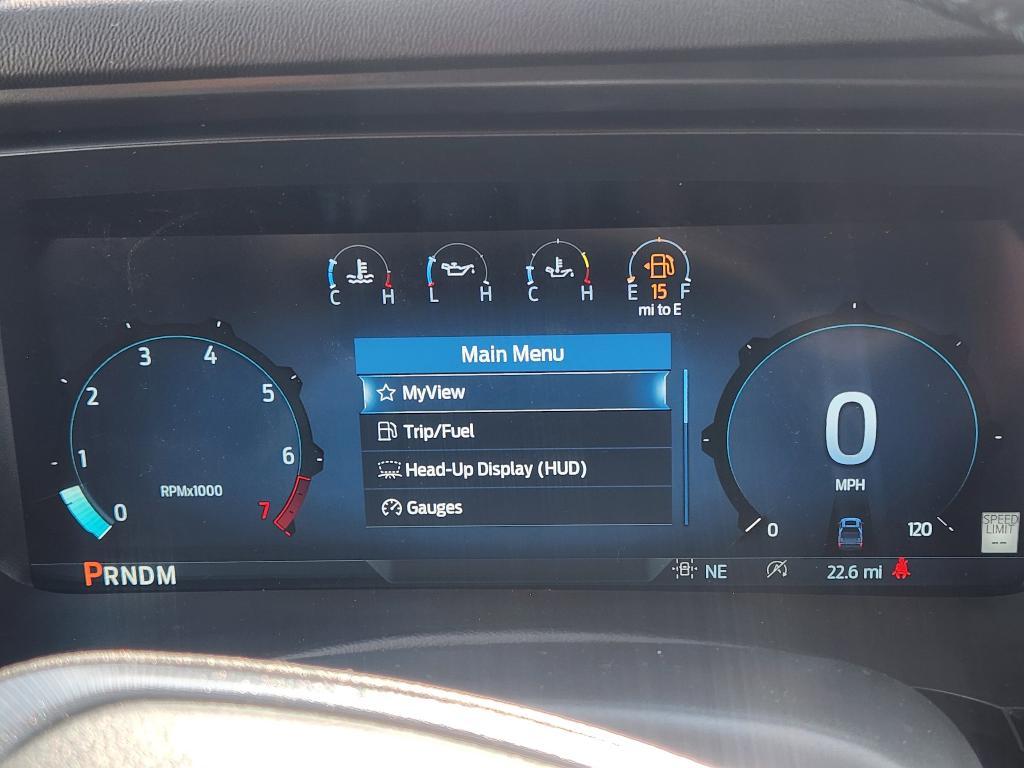 C H
L H
C H
E 15 F
mi to E
Main Menu
MyView
Trip/Fuel
Head-Up Display (HUD)
Gauges
0
1
2
3
4
5
6
7
RPMx1000
0
MPH
0
120
SPEED
LIMIT
--
PRNDM
NE
A
22.6 mi